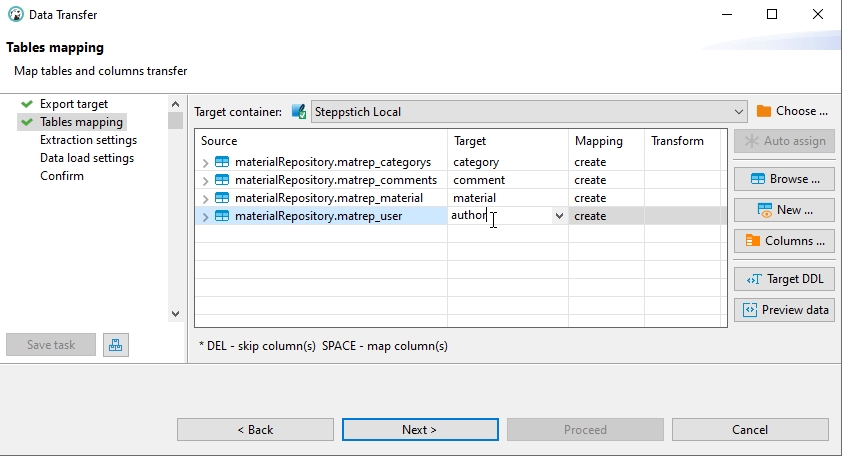 Data Transfer
Tables mapping
Map tables and columns transfer
Export target
Tables mapping
Extraction settings
Data load settings
Confirm
Save task
Target container: Steppstich Local Choose ...
Source Target Mapping Transform
materialRepository.matrep_categorys category create
materialRepository.matrep_comments comment create
materialRepository.matrep_material material create
materialRepository.matrep_user author create
Auto assign
Browse ...
New ...
Columns ...
Target DDL
Preview data
* DEL - skip column(s) SPACE - map column(s)
< Back Next > Proceed Cancel